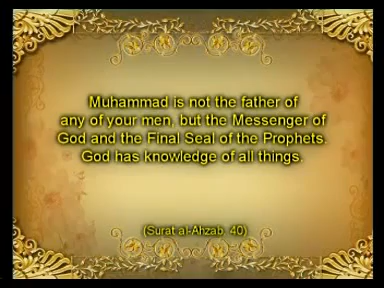 Muhammad is not the father of
any of your men, but the Messenger of
God and the Final Seal of the Prophets.
God has knowledge of all things.
(Surat al-Ahzab, 40)